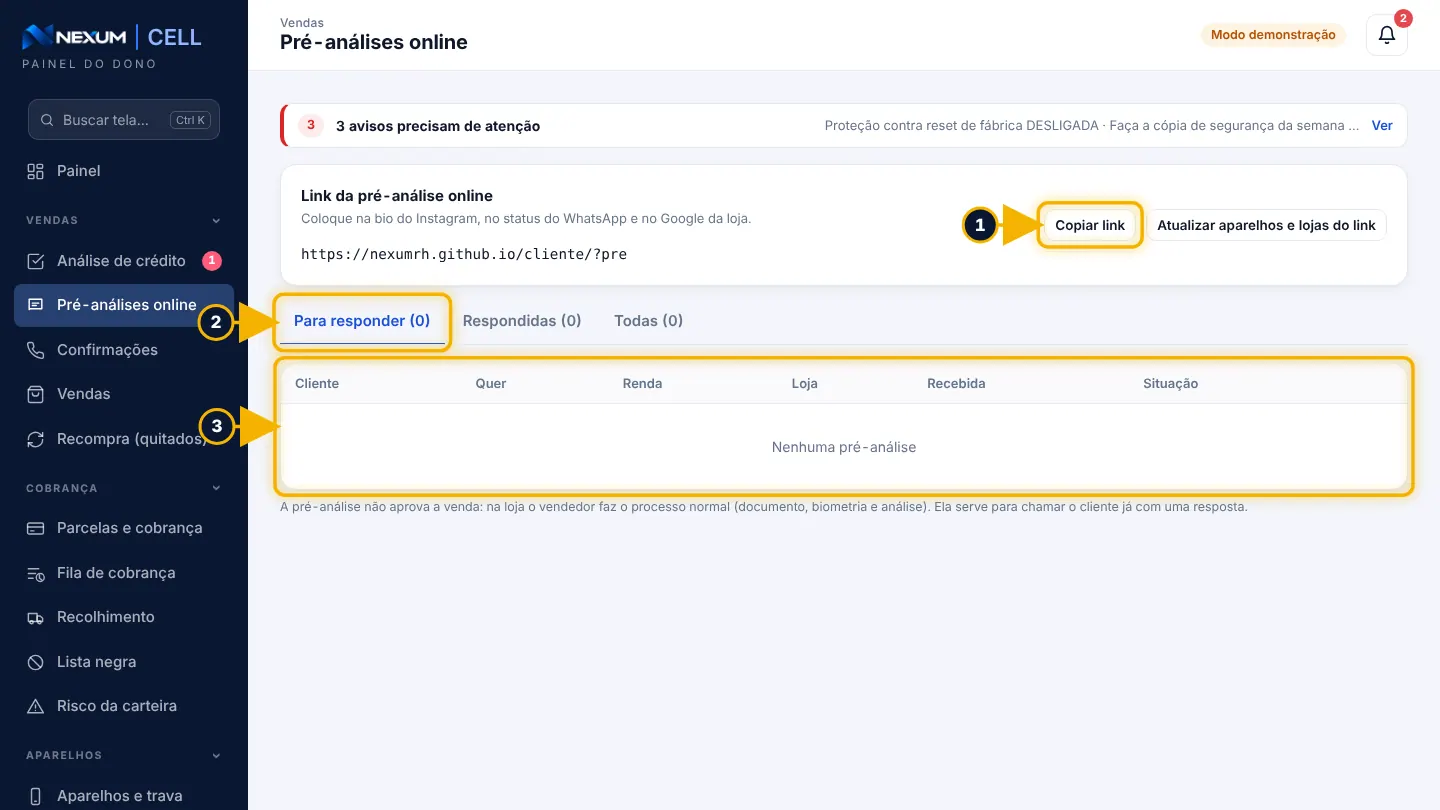 NEXUM | CELL
PAINEL DO DONO
Buscar tela... Ctrl K
Painel
VENDAS
Análise de crédito 1
Pré-análises online
Confirmações
Vendas
Recompra (quitados)
COBRANÇA
Parcelas e cobrança
Fila de cobrança
Recolhimento
Lista negra
Risco da carteira
APARELHOS
Aparelhos e trava
Vendas
Pré-análises online
Modo demonstração
2
3 3 avisos precisam de atenção
Proteção contra reset de fábrica DESLIGADA · Faça a cópia de segurança da semana ... Ver
Link da pré-análise online
Coloque na bio do Instagram, no status do WhatsApp e no Google da loja.
https://nexumrh.github.io/cliente/?pre
1 Copiar link Atualizar aparelhos e lojas do link
2 Para responder (0) Respondidas (0) Todas (0)
Cliente Quer Renda Loja Recebida Situação
3
Nenhuma pré-análise
A pré-análise não aprova a venda: na loja o vendedor faz o processo normal (documento, biometria e análise). Ela serve para chamar o cliente já com uma resposta.